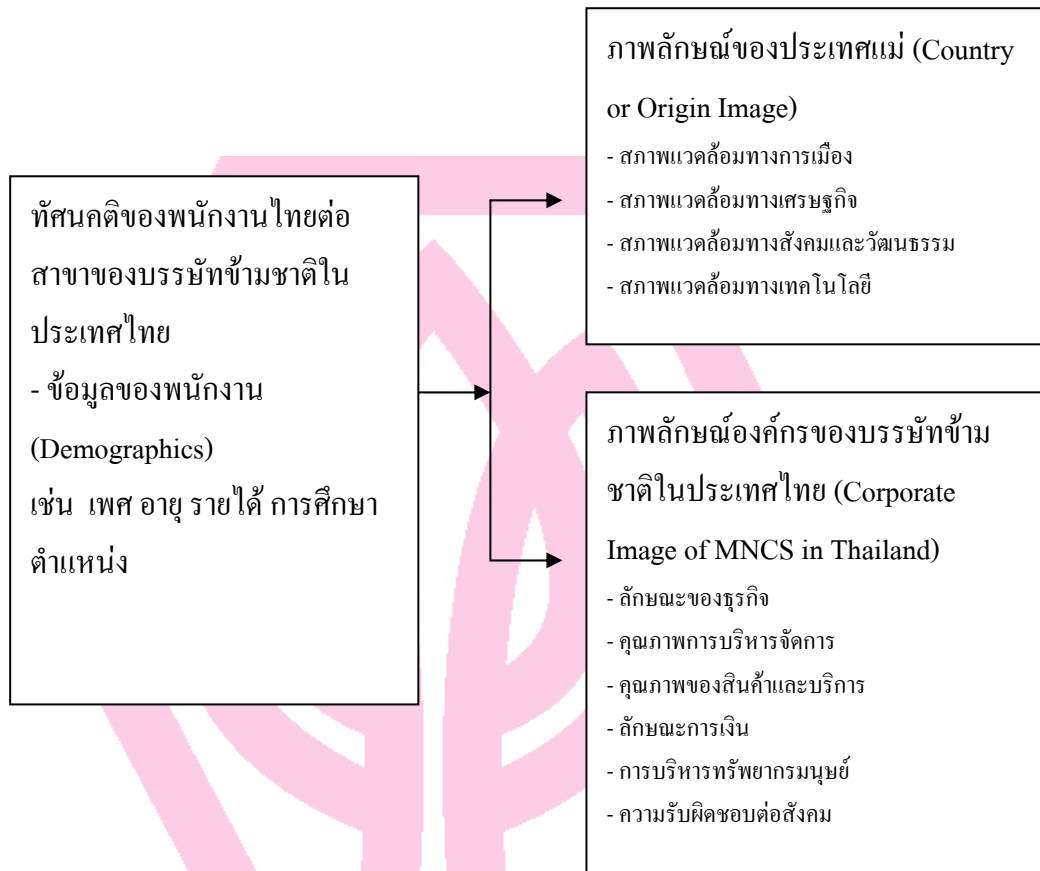 ทัศนคติของพนักงานไทยต่อ
สาขาของบรรษัทข้ามชาติใน
ประเทศไทย
- ข้อมูลของพนักงาน
(Demographics)
เช่น เพศ อายุ รายได้ การศึกษา
ตำแหน่ง
ภาพลักษณ์ของประเทศแม่ (Country
or Origin Image)
- สภาพแวดล้อมทางการเมือง
- สภาพแวดล้อมทางเศรษฐกิจ
- สภาพแวดล้อมทางสังคมและวัฒนธรรม
- สภาพแวดล้อมทางเทคโนโลยี
ภาพลักษณ์องค์กรของบรรษัทข้าม
ชาติในประเทศไทย (Corporate
Image of MNCS in Thailand)
- ลักษณะของธุรกิจ
- คุณภาพการบริหารจัดการ
- คุณภาพของสินค้าและบริการ
- ลักษณะการเงิน
- การบริหารทรัพยากรมนุษย์
- ความรับผิดชอบต่อสังคม